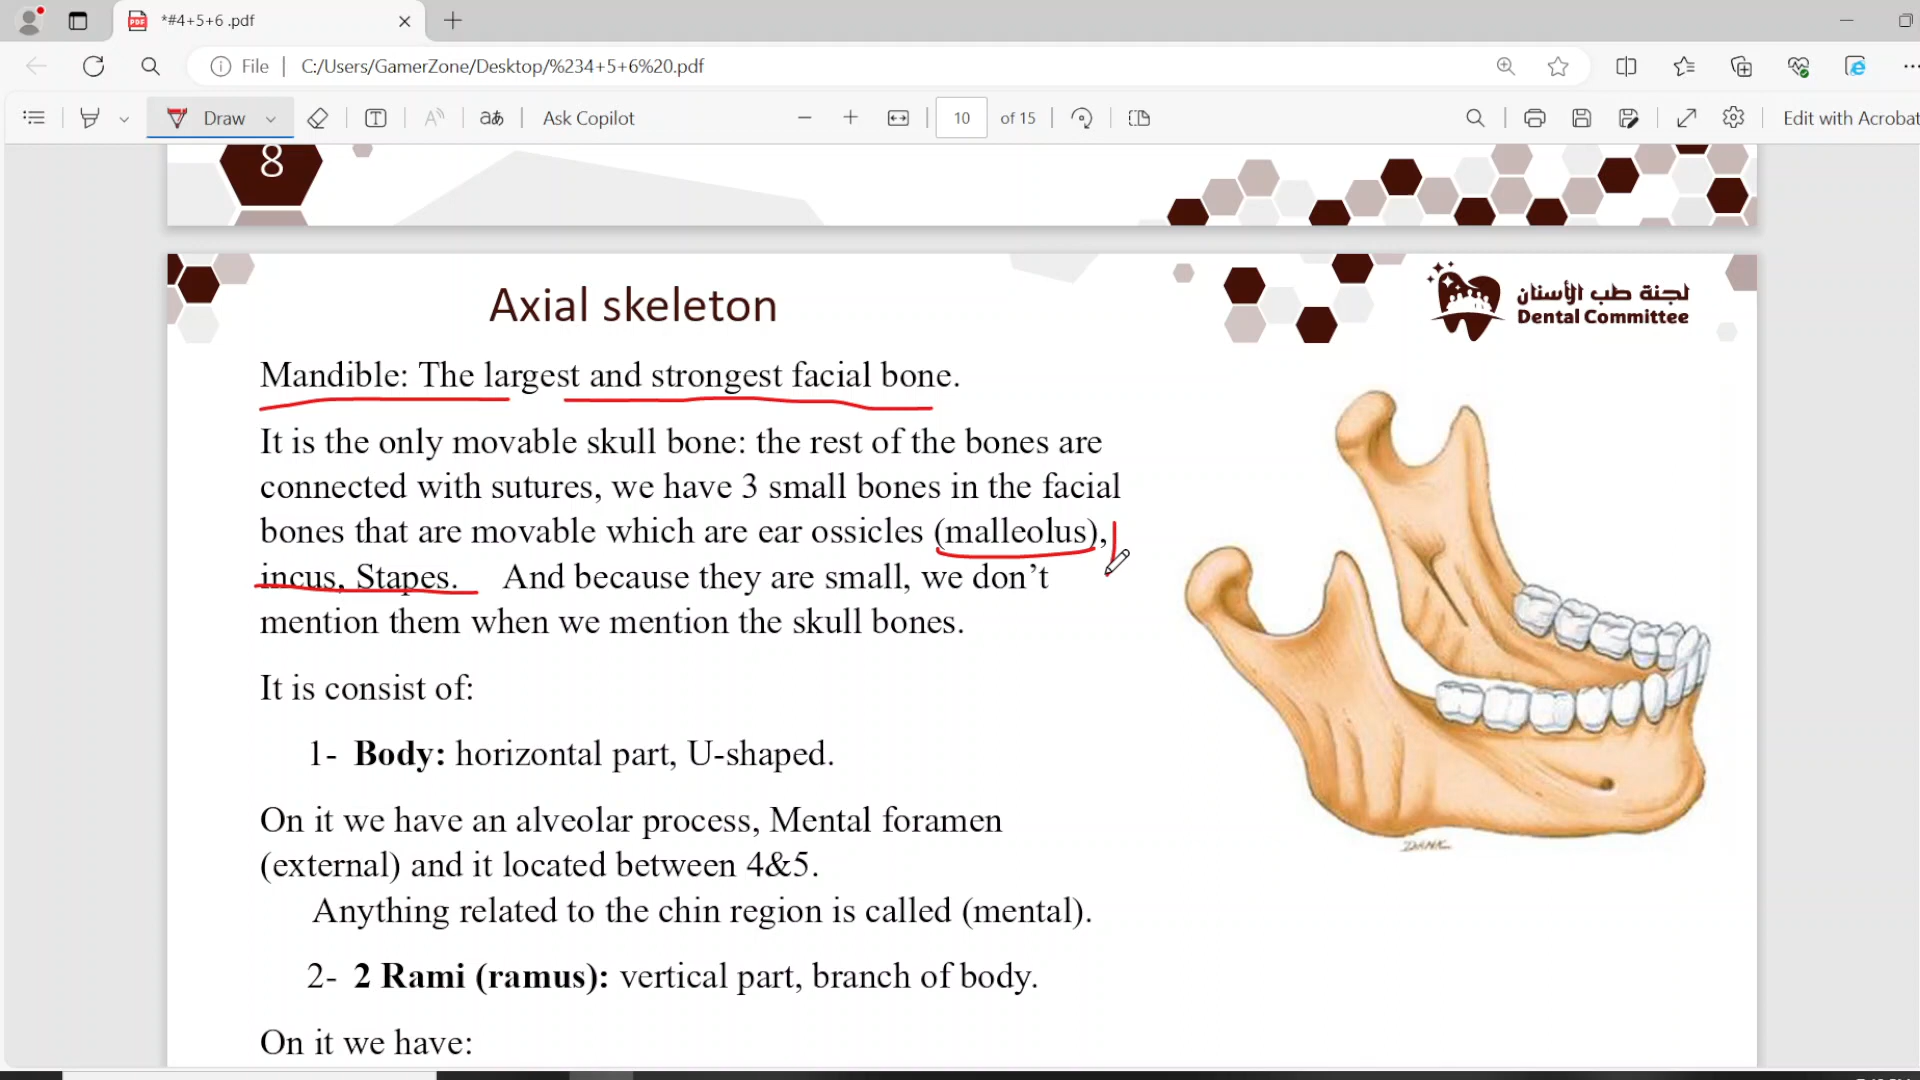 *#4+5+6 .pdf
File
C:/Users/GamerZone/Desktop/%234+5+6%20.pdf
Draw
Ask Copilot
10
of 15
Edit with Acrobat
8
Axial skeleton
لجنة طب الأسنان
Dental Committee
Mandible: The largest and strongest facial bone.
It is the only movable skull bone: the rest of the bones are
connected with sutures, we have 3 small bones in the facial
bones that are movable which are ear ossicles (malleolus),
incus, Stapes. And because they are small, we don’t
mention them when we mention the skull bones.
It is consist of:
1- Body: horizontal part, U-shaped.
On it we have an alveolar process, Mental foramen
(external) and it located between 4&5.
Anything related to the chin region is called (mental).
2- 2 Rami (ramus): vertical part, branch of body.
On it we have: